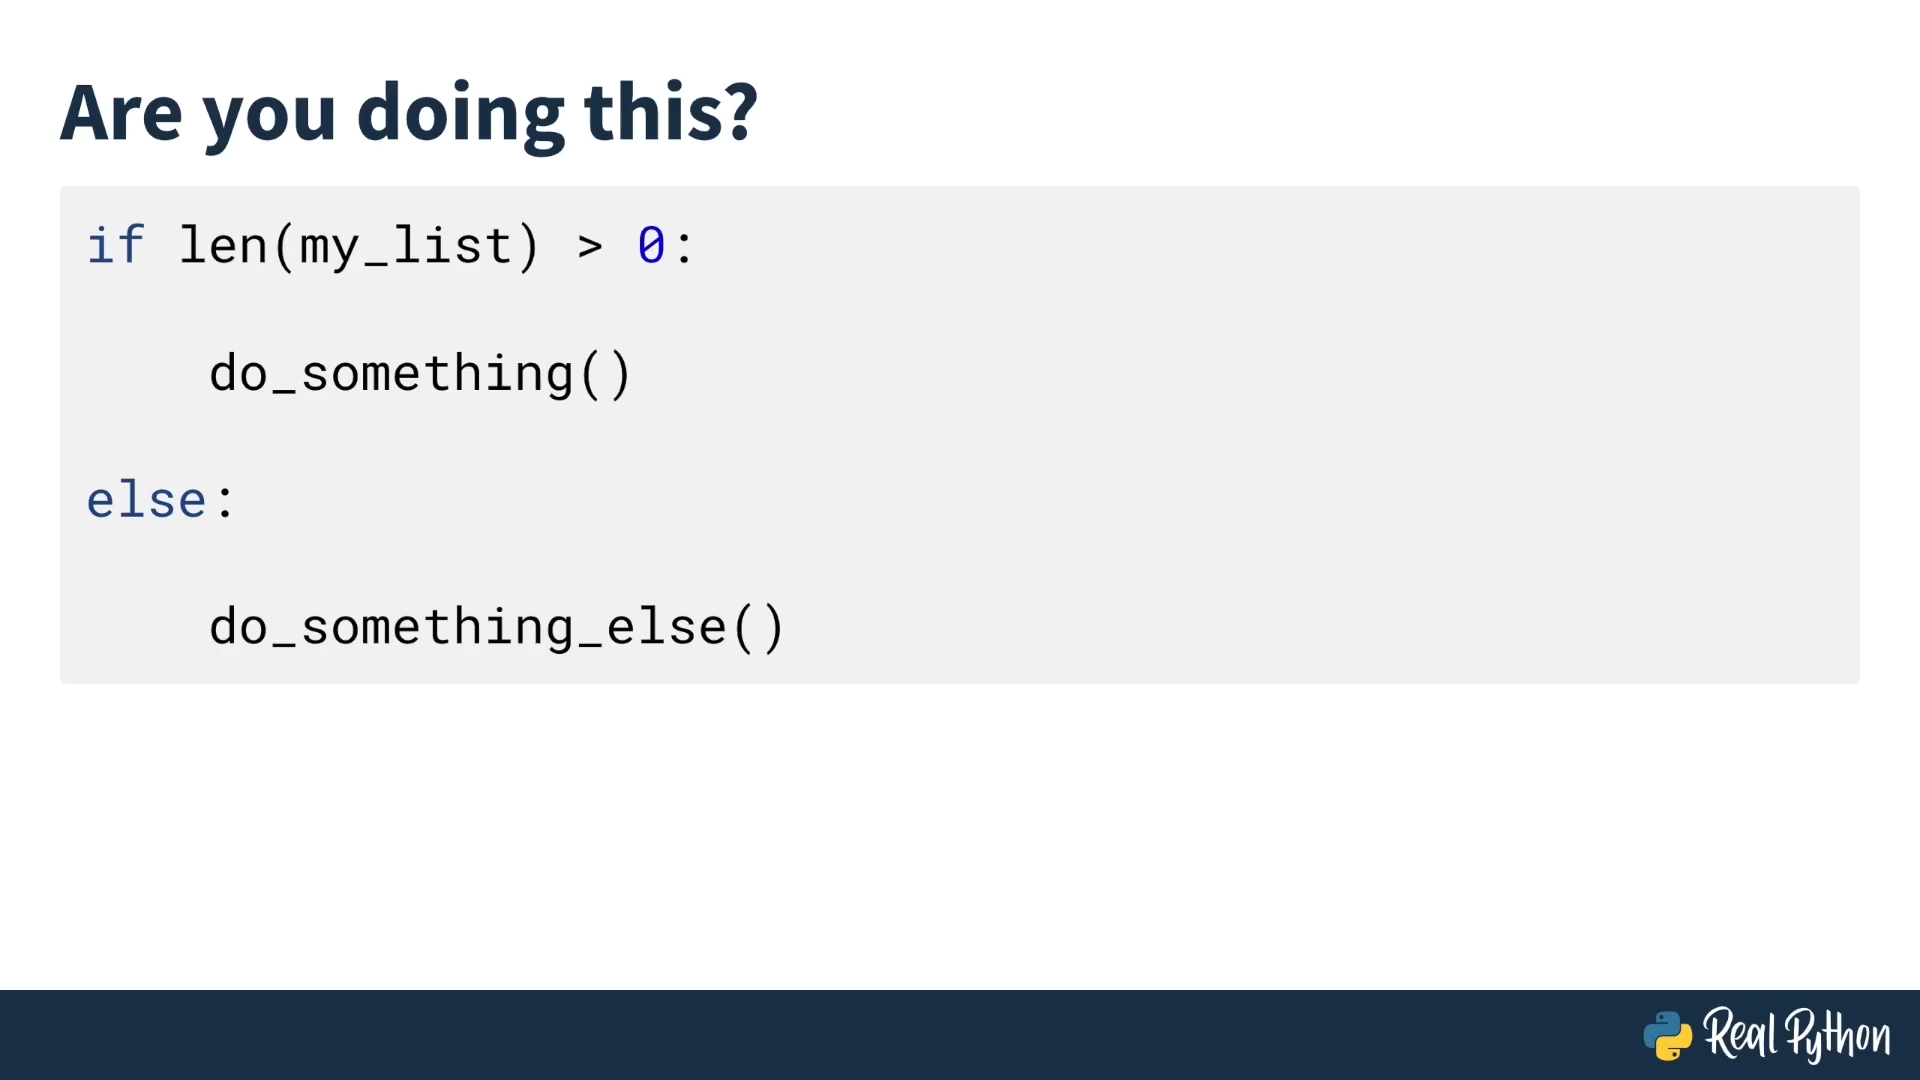 Are you doing this?
if len(my_list) > 0:
    do_something()
else:
    do_something_else()
Real Python